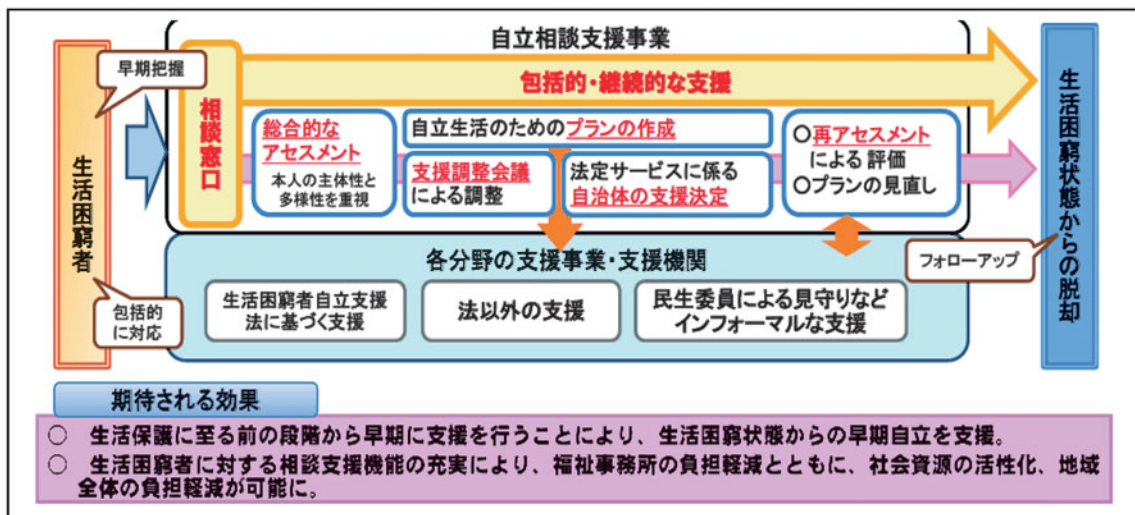 自立相談支援事業
早期把握
包括的・継続的な支援
生活困窮者
相談窓口
総合的な
アセスメント
本人の主体性と
多様性を重視
自立生活のためのプランの作成
支援調整会議
による調整
法定サービスに係る
自治体の支援決定
○再アセスメント
による 評価
○プランの見直し
生活困窮状態からの脱却
フォローアップ
包括的
に対応
各分野の支援事業・支援機関
生活困窮者自立支援
法に基づく支援
法以外の支援
民生委員による見守りなど
インフォーマルな支援
期待される効果
○ 生活保護に至る前の段階から早期に支援を行うことにより、生活困窮状態からの早期自立を支援。
○ 生活困窮者に対する相談支援機能の充実により、福祉事務所の負担軽減とともに、社会資源の活性化、地域
全体の負担軽減が可能に。